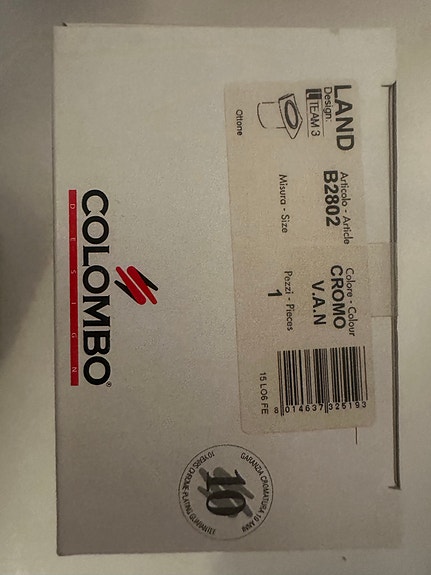 LAND
Design:
TEAM 3
Ottone
Articolo - Article
B2802
Misura - Size
Colore - Colour
CROMO
V.A.N
Pezzi - Pieces
1
15 LO6 FE
8 014637 325193
COLOMBO®
DESIGN
GARANZIA CROMATURA 10 ANNI
10
10 YEARS CHROME-PLATING GUARANTEE